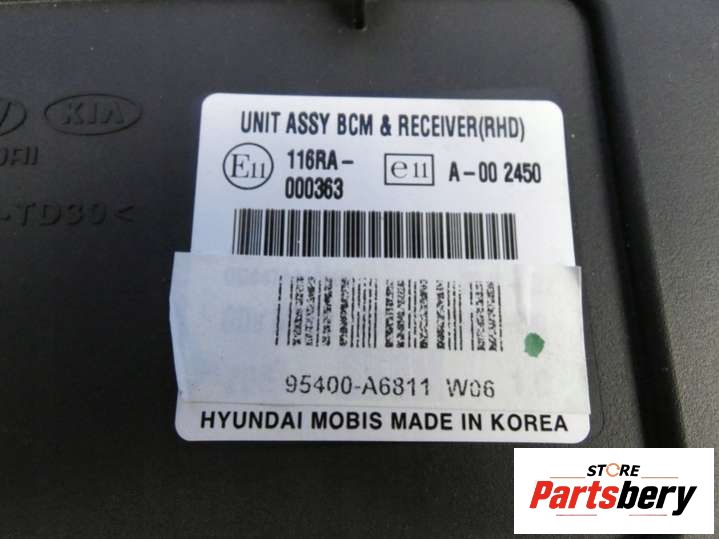 KIA
-TD30<
UNIT ASSY BCM & RECEIVER(RHD)
E11 116RA-
000363
e11 A-00 2450
95400-A6811 W06
HYUNDAI MOBIS MADE IN KOREA
STORE
Partsbery